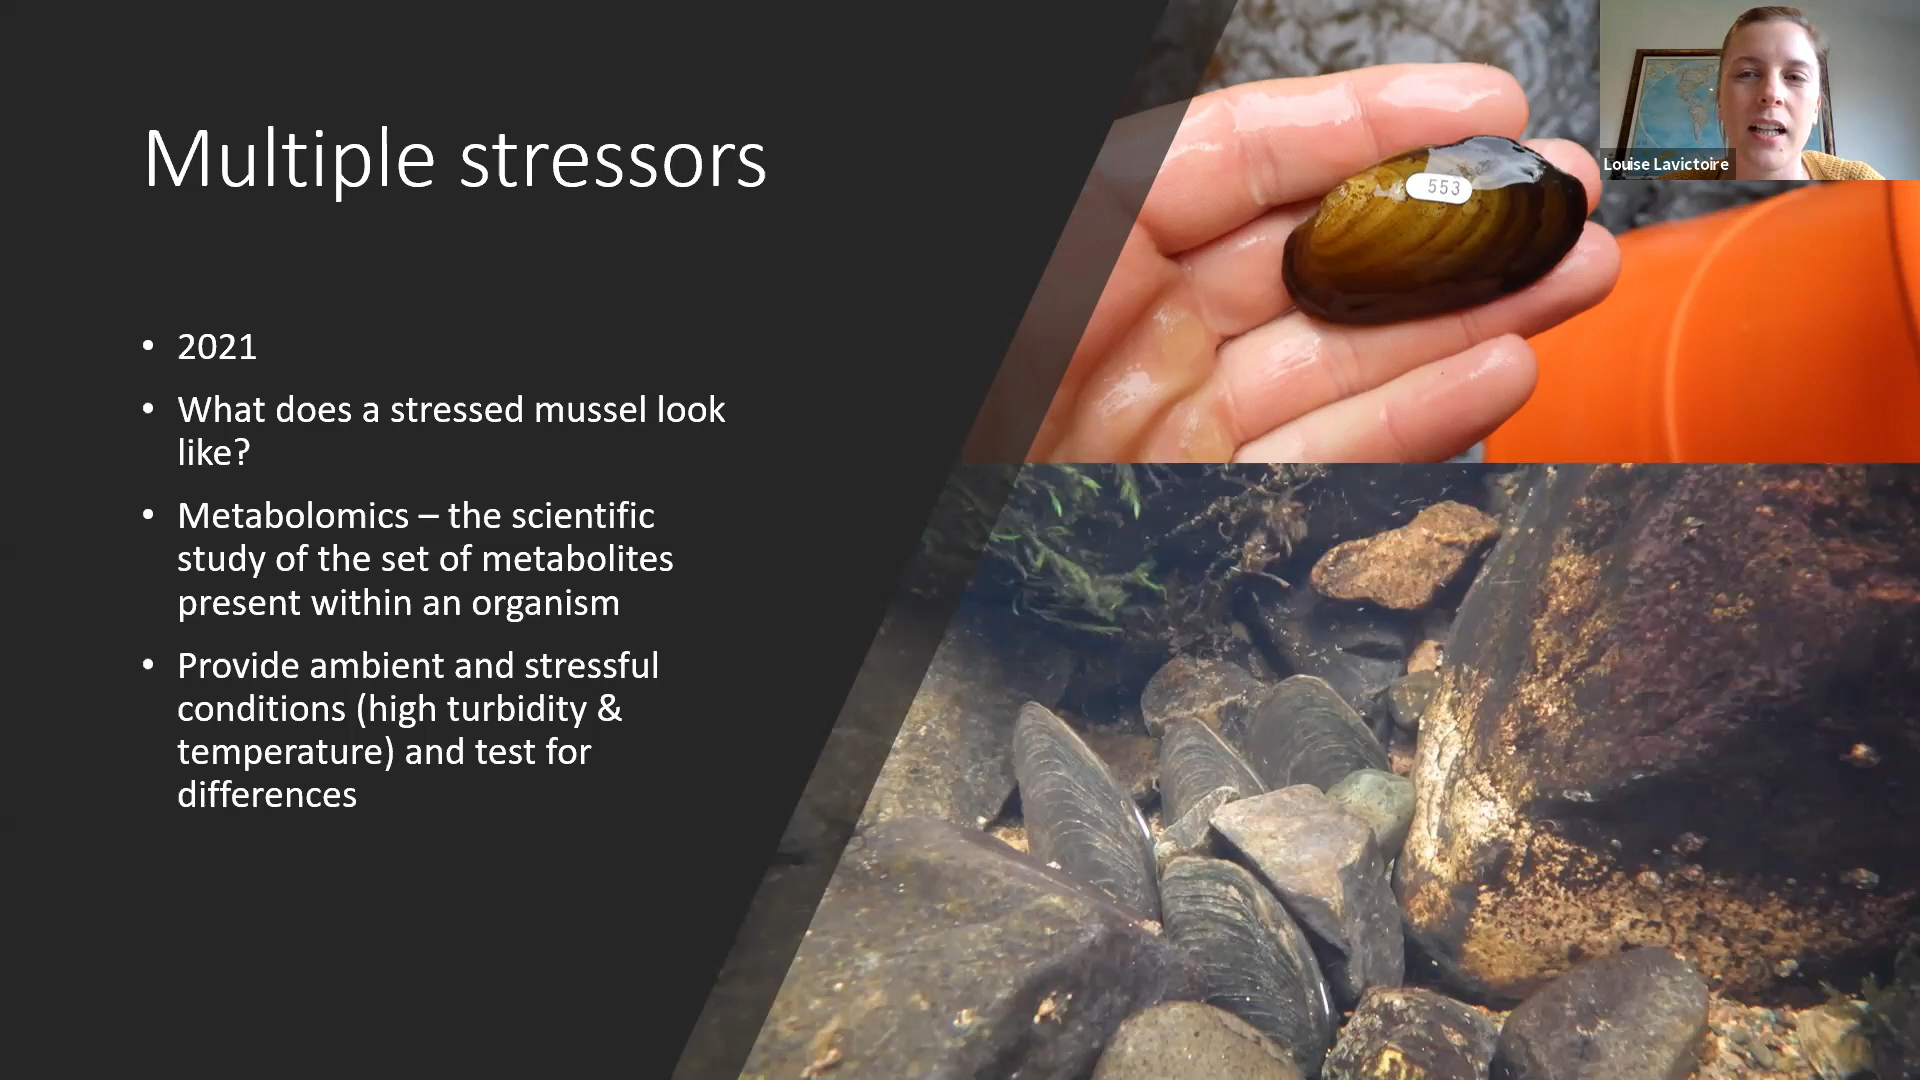 Multiple stressors
• 2021
• What does a stressed mussel look
like?
• Metabolomics – the scientific
study of the set of metabolites
present within an organism
• Provide ambient and stressful
conditions (high turbidity &
temperature) and test for
differences
553
Louise Lavictoire